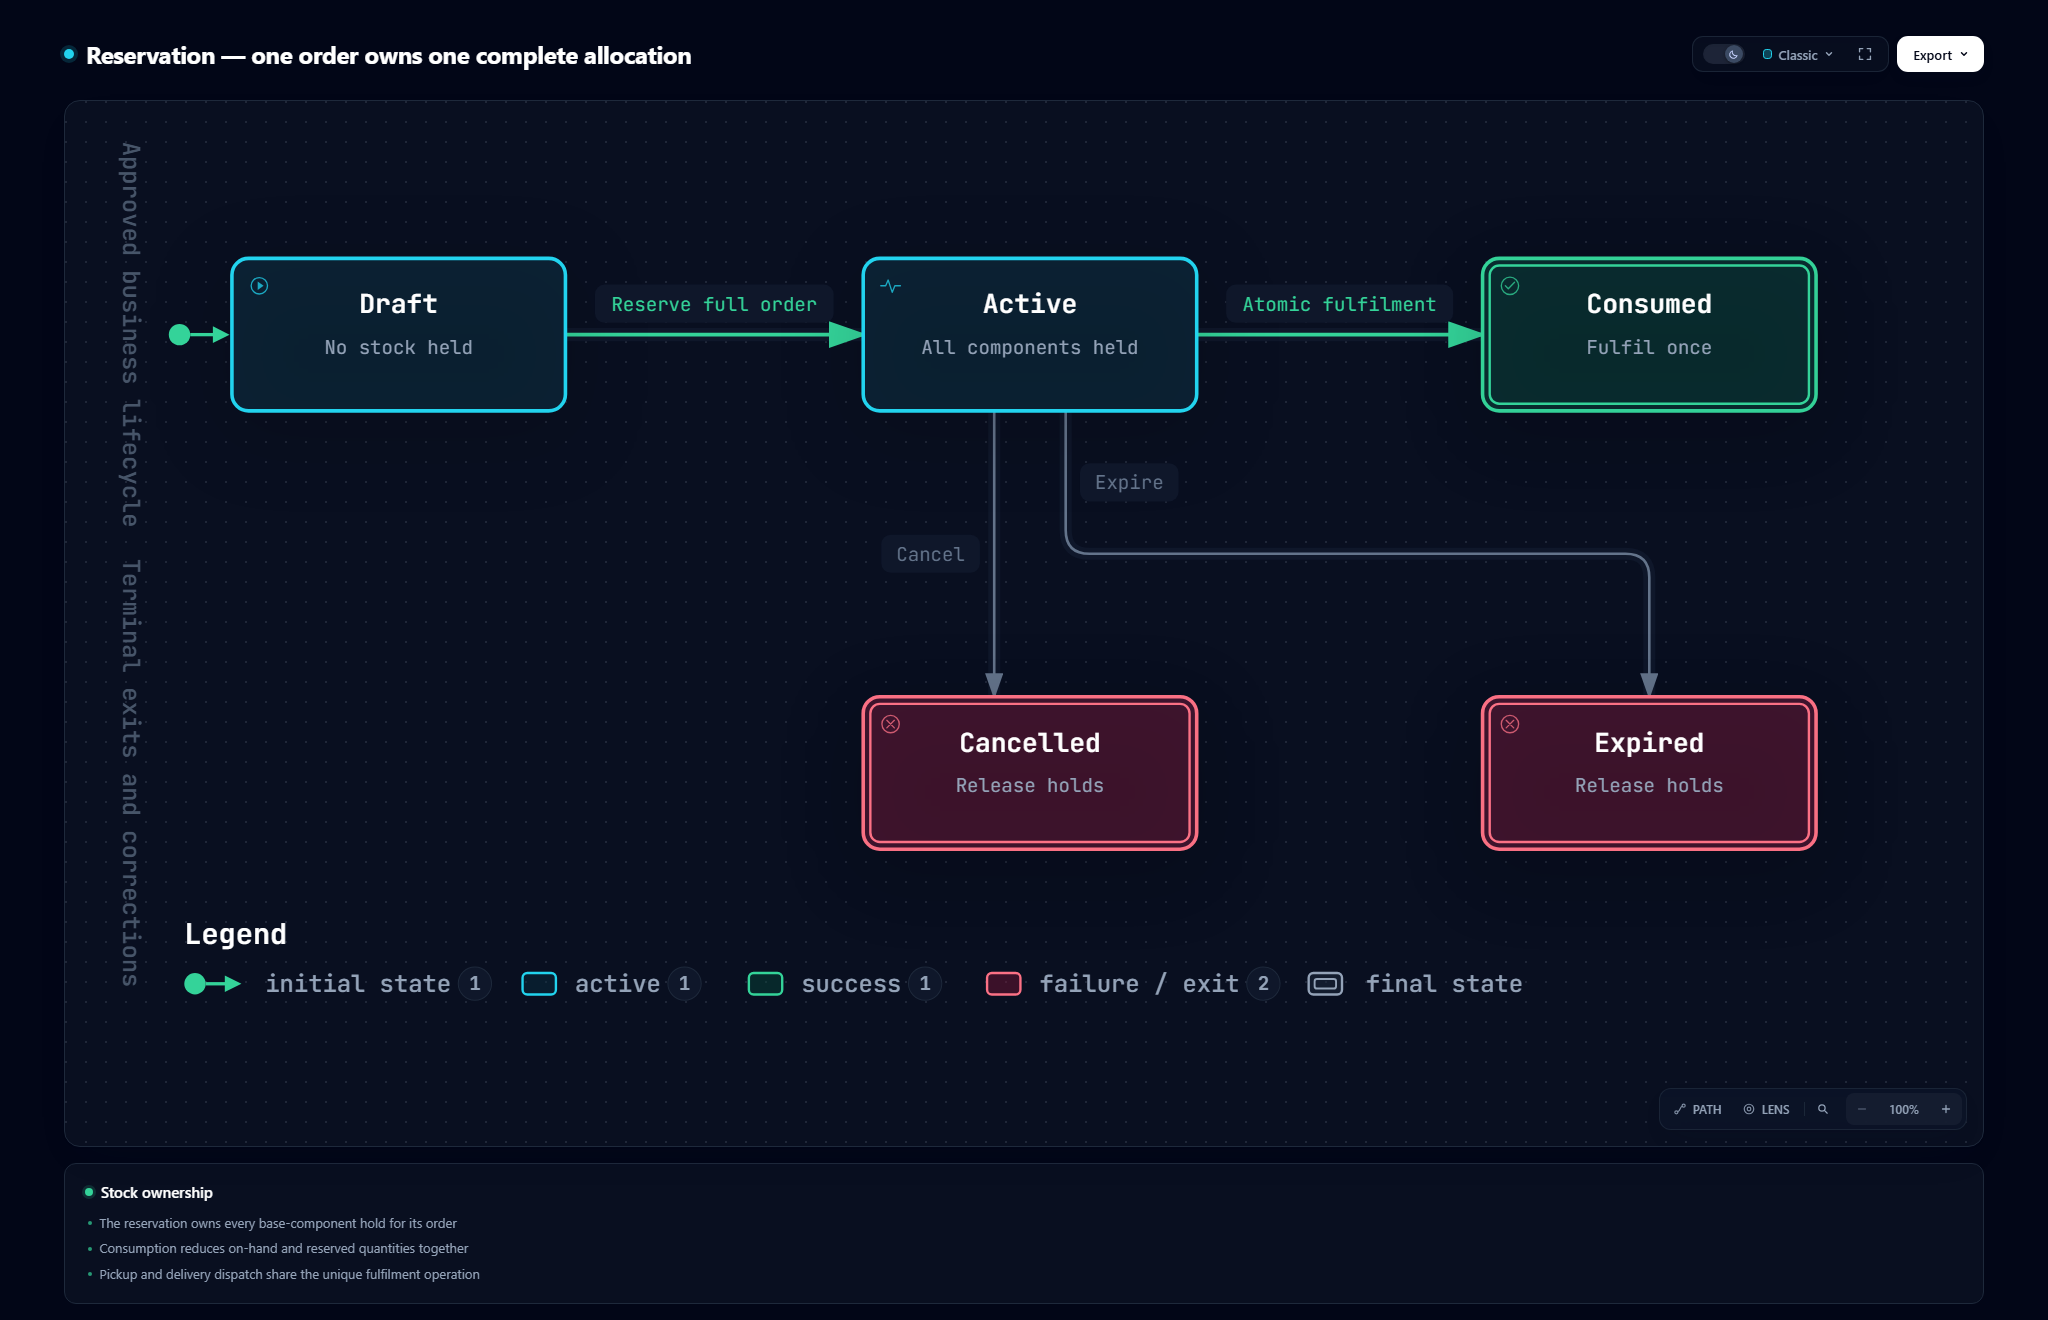 Reservation — one order owns one complete allocation
Classic
Export
Approved business lifecycle
Terminal exits and corrections
Draft
No stock held
Reserve full order
Active
All components held
Atomic fulfilment
Consumed
Fulfil once
Expire
Cancel
Cancelled
Release holds
Expired
Release holds
Legend
initial state 1
active 1
success 1
failure / exit 2
final state
PATH
LENS
− 100% +
Stock ownership
• The reservation owns every base-component hold for its order
• Consumption reduces on-hand and reserved quantities together
• Pickup and delivery dispatch share the unique fulfilment operation